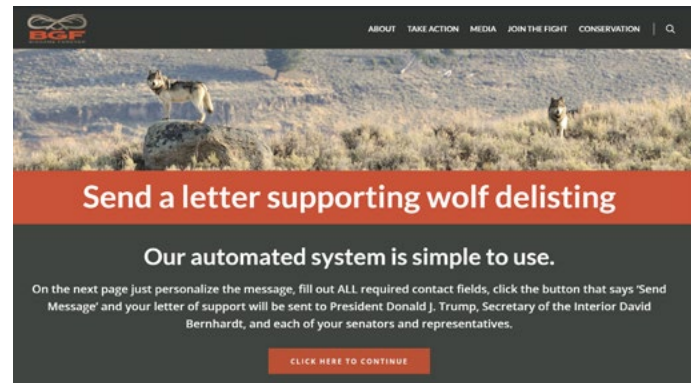 BGF
ABOUT TAKE ACTION MEDIA JOIN THE FIGHT CONSERVATION
Send a letter supporting wolf delisting
Our automated system is simple to use.
On the next page just personalize the message, fill out ALL required contact fields, click the button that says ‘Send
Message’ and your letter of support will be sent to President Donald J. Trump, Secretary of the Interior David
Bernhardt, and each of your senators and representatives.
CLICK HERE TO CONTINUE